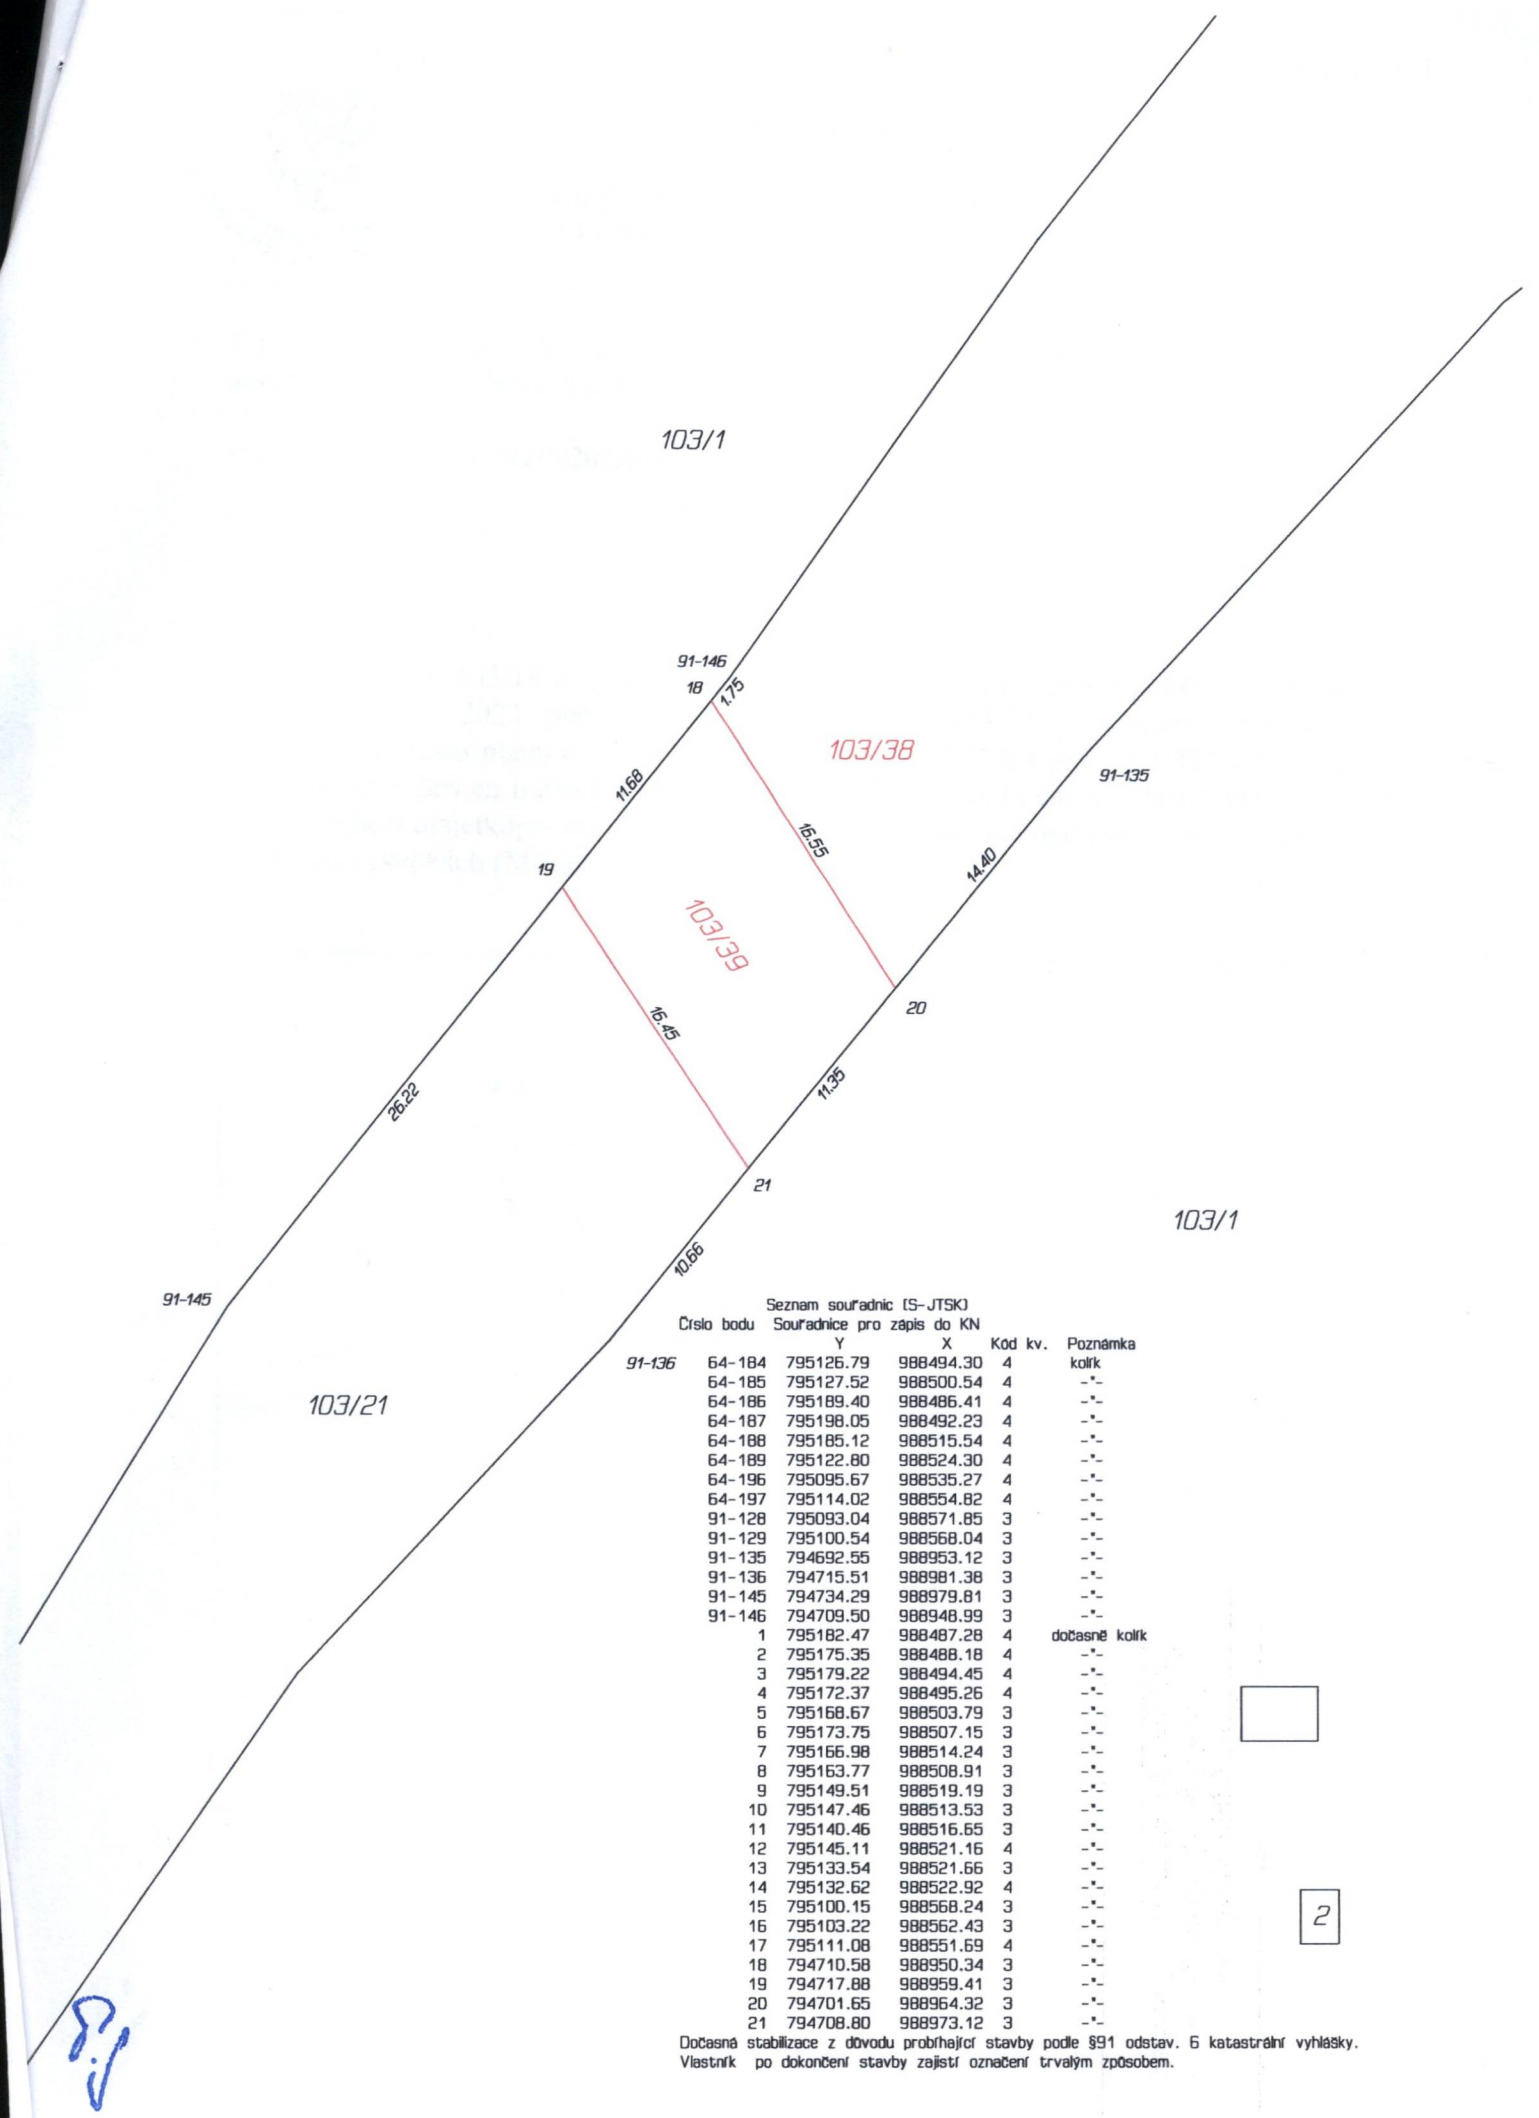 103/1
91-146
18
1.75
103/38
91-135
11.68
16.55
14.40
19
103/39
20
16.45
11.35
26.22
21
103/1
10.66
91-145
91-136
103/21
Seznam souřadnic (S-JTSK)
Číslo bodu Souřadnice pro zápis do KN
Y X Kód kv. Poznámka
64-184 795126.79 988494.30 4 kolík
64-185 795127.52 988500.54 4 -"-
64-186 795189.40 988486.41 4 -"-
64-187 795198.05 988492.23 4 -"-
64-188 795185.12 988515.54 4 -"-
64-189 795122.80 988524.30 4 -"-
64-196 795095.67 988535.27 4 -"-
64-197 795114.02 988554.82 4 -"-
91-128 795093.04 988571.85 3 -"-
91-129 795100.54 988568.04 3 -"-
91-135 794692.55 988953.12 3 -"-
91-136 794715.51 988981.38 3 -"-
91-145 794734.29 988979.81 3 -"-
91-146 794709.50 988948.99 3 -"-
1 795182.47 988487.28 4 dočasně kolík
2 795175.35 988488.18 4 -"-
3 795179.22 988494.45 4 -"-
4 795172.37 988495.26 4 -"-
5 795168.67 988503.79 3 -"-
6 795173.75 988507.15 3 -"-
7 795166.98 988514.24 3 -"-
8 795163.77 988508.91 3 -"-
9 795149.51 988519.19 3 -"-
10 795147.46 988513.53 3 -"-
11 795140.46 988516.65 3 -"-
12 795145.11 988521.16 4 -"-
13 795133.54 988521.66 3 -"-
14 795132.62 988522.92 4 -"-
15 795100.15 988568.24 3 -"-
16 795103.22 988562.43 3 -"-
17 795111.08 988551.69 4 -"-
18 794710.58 988950.34 3 -"-
19 794717.88 988959.41 3 -"-
20 794701.65 988964.32 3 -"-
21 794708.80 988973.12 3 -"-
2
Dočasná stabilizace z důvodu probíhající stavby podle §91 odstav. 6 katastrální vyhlášky.
Vlastník po dokončení stavby zajistí označení trvalým způsobem.